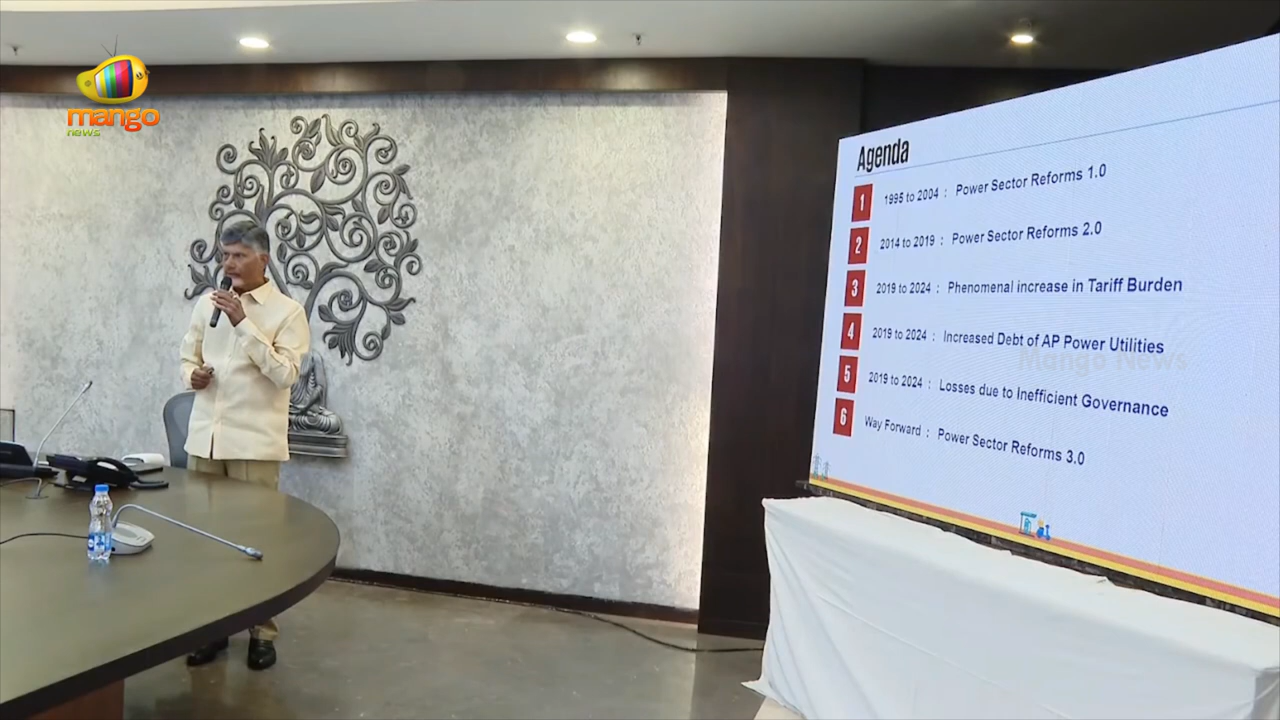 mango
news
Agenda
1 1995 to 2004 : Power Sector Reforms 1.0
2 2014 to 2019 : Power Sector Reforms 2.0
3 2019 to 2024 : Phenomenal increase in Tariff Burden
4 2019 to 2024 : Increased Debt of AP Power Utilities
Mango News
5 2019 to 2024 : Losses due to Inefficient Governance
6 Way Forward : Power Sector Reforms 3.0